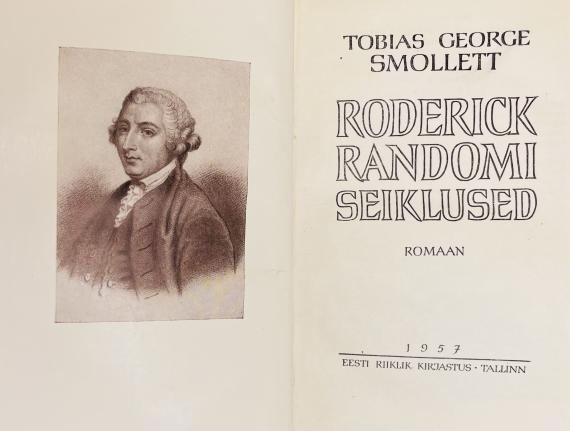 TOBIAS GEORGE
SMOLLETT
RODERICK
RANDOMI
SEIKLUSED
ROMAAN
1957
EESTI RIIKLIK KIRJASTUS · TALLINN